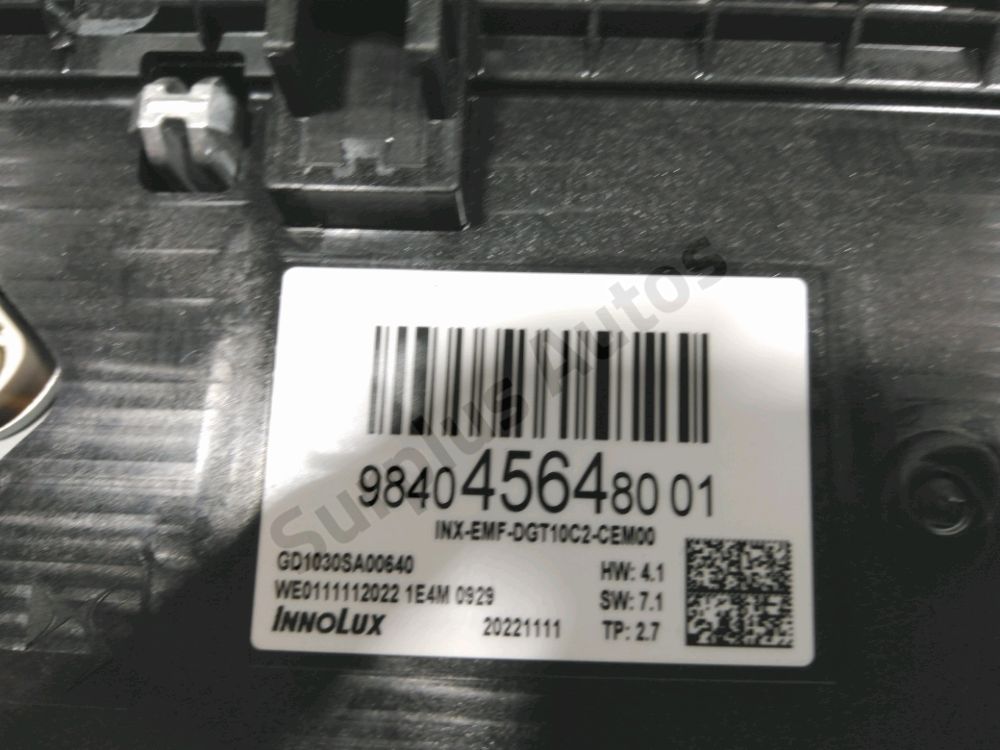 9840456480 01
INX-EMF-DGT10C2-CEM00
GD1030SA00640
HW: 4.1
WE0111112022 1E4M 0929
SW: 7.1
INNOLUX
20221111
TP: 2.7
Surplus Autos